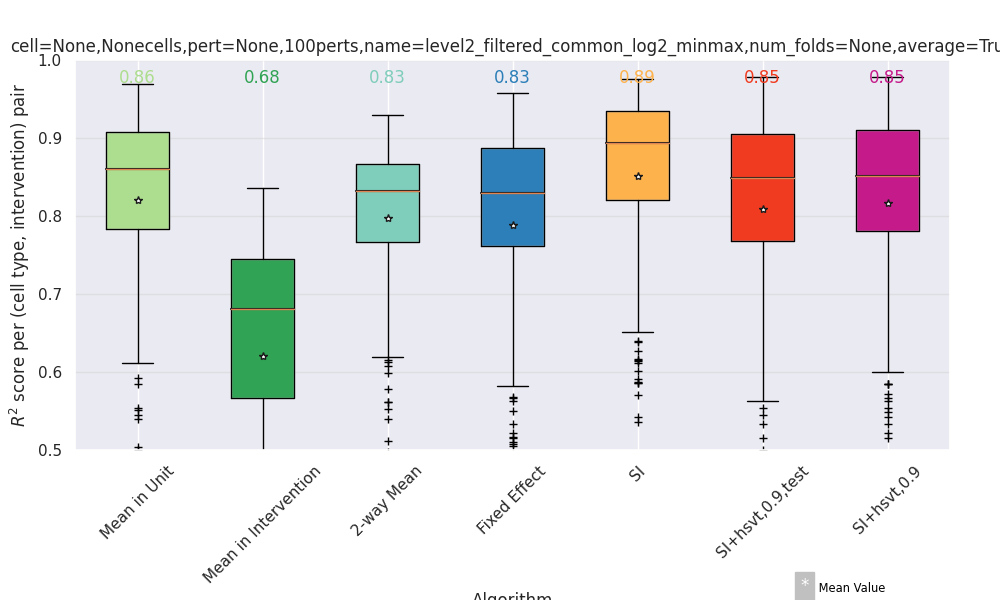 cell=None,Nonecells,pert=None,100perts,name=level2_filtered_common_log2_minmax,num_folds=None,average=Tru
1.0
0.9
0.8
0.7
0.6
0.5
R² score per (cell type, intervention) pair
0.86 0.68 0.83 0.83 0.89 0.85 0.85
Mean in Unit
Mean in Intervention
2-way Mean
Fixed Effect
SI
SI+hsvt,0.9,test
SI+hsvt,0.9
Algorithm
* Mean Value